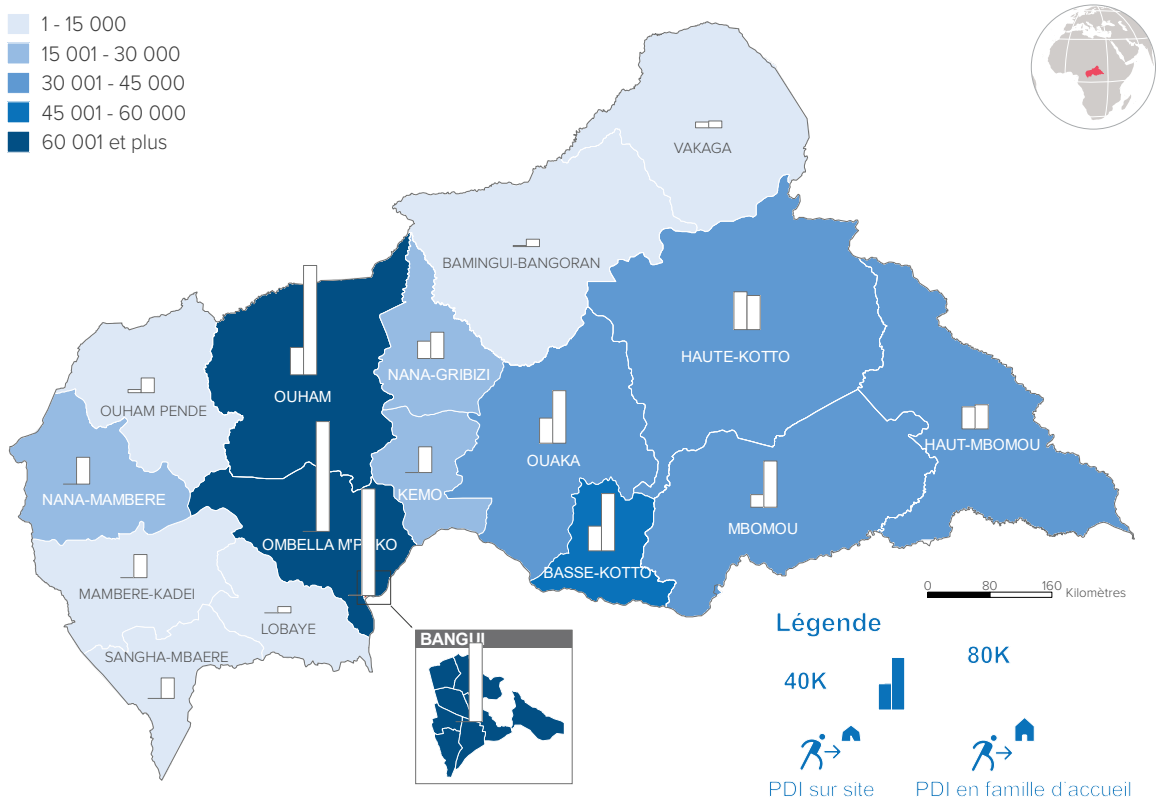 1 - 15 000
15 001 - 30 000
30 001 - 45 000
45 001 - 60 000
60 001 et plus
VAKAGA
BAMINGUI-BANGORAN
HAUTE-KOTTO
NANA-GRIBIZI
OUHAM
OUHAM PENDE
OUAKA
HAUT-MBOMOU
KEMO
NANA-MAMBERE
MBOMOU
OMBELLA M'POKO
BASSE-KOTTO
MAMBERE-KADEI
LOBAYE
SANGHA-MBAERE
BANGUI
0 80 160 Kilomètres
Légende
40K
80K
PDI sur site
PDI en famille d'accueil